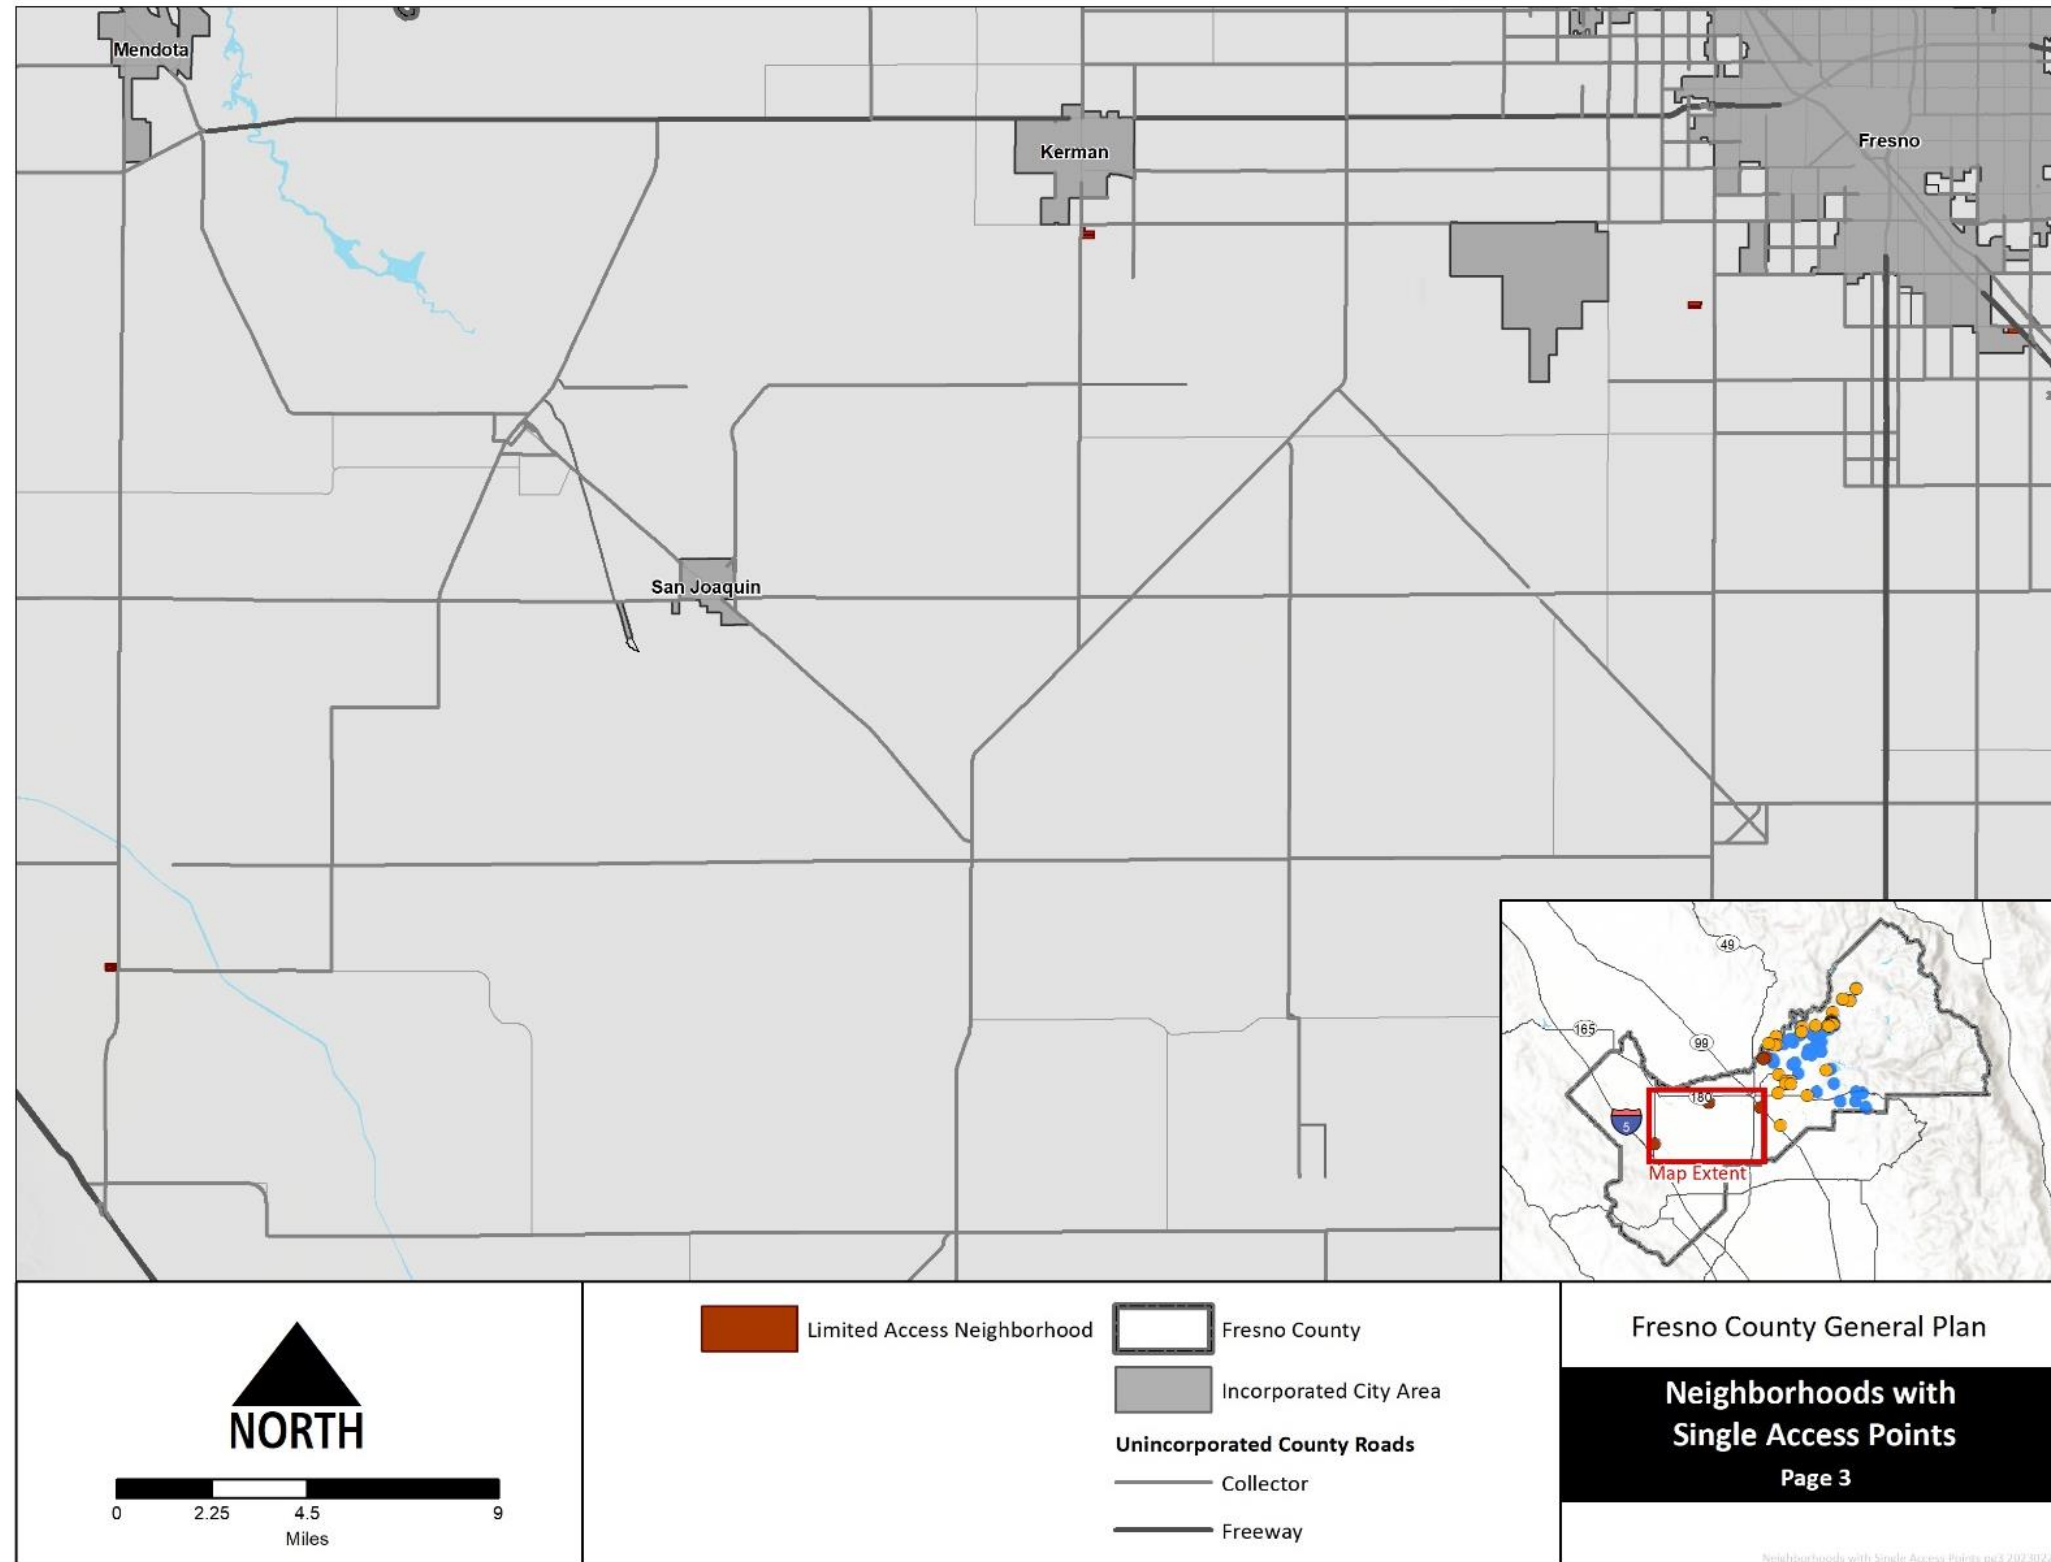 Mendota
Kerman
Fresno
San Joaquin
49
165
99
180
5
Map Extent
NORTH
0 2.25 4.5 9
Miles
Limited Access Neighborhood
Fresno County
Incorporated City Area
Unincorporated County Roads
Collector
Freeway
Fresno County General Plan
Neighborhoods with
Single Access Points
Page 3